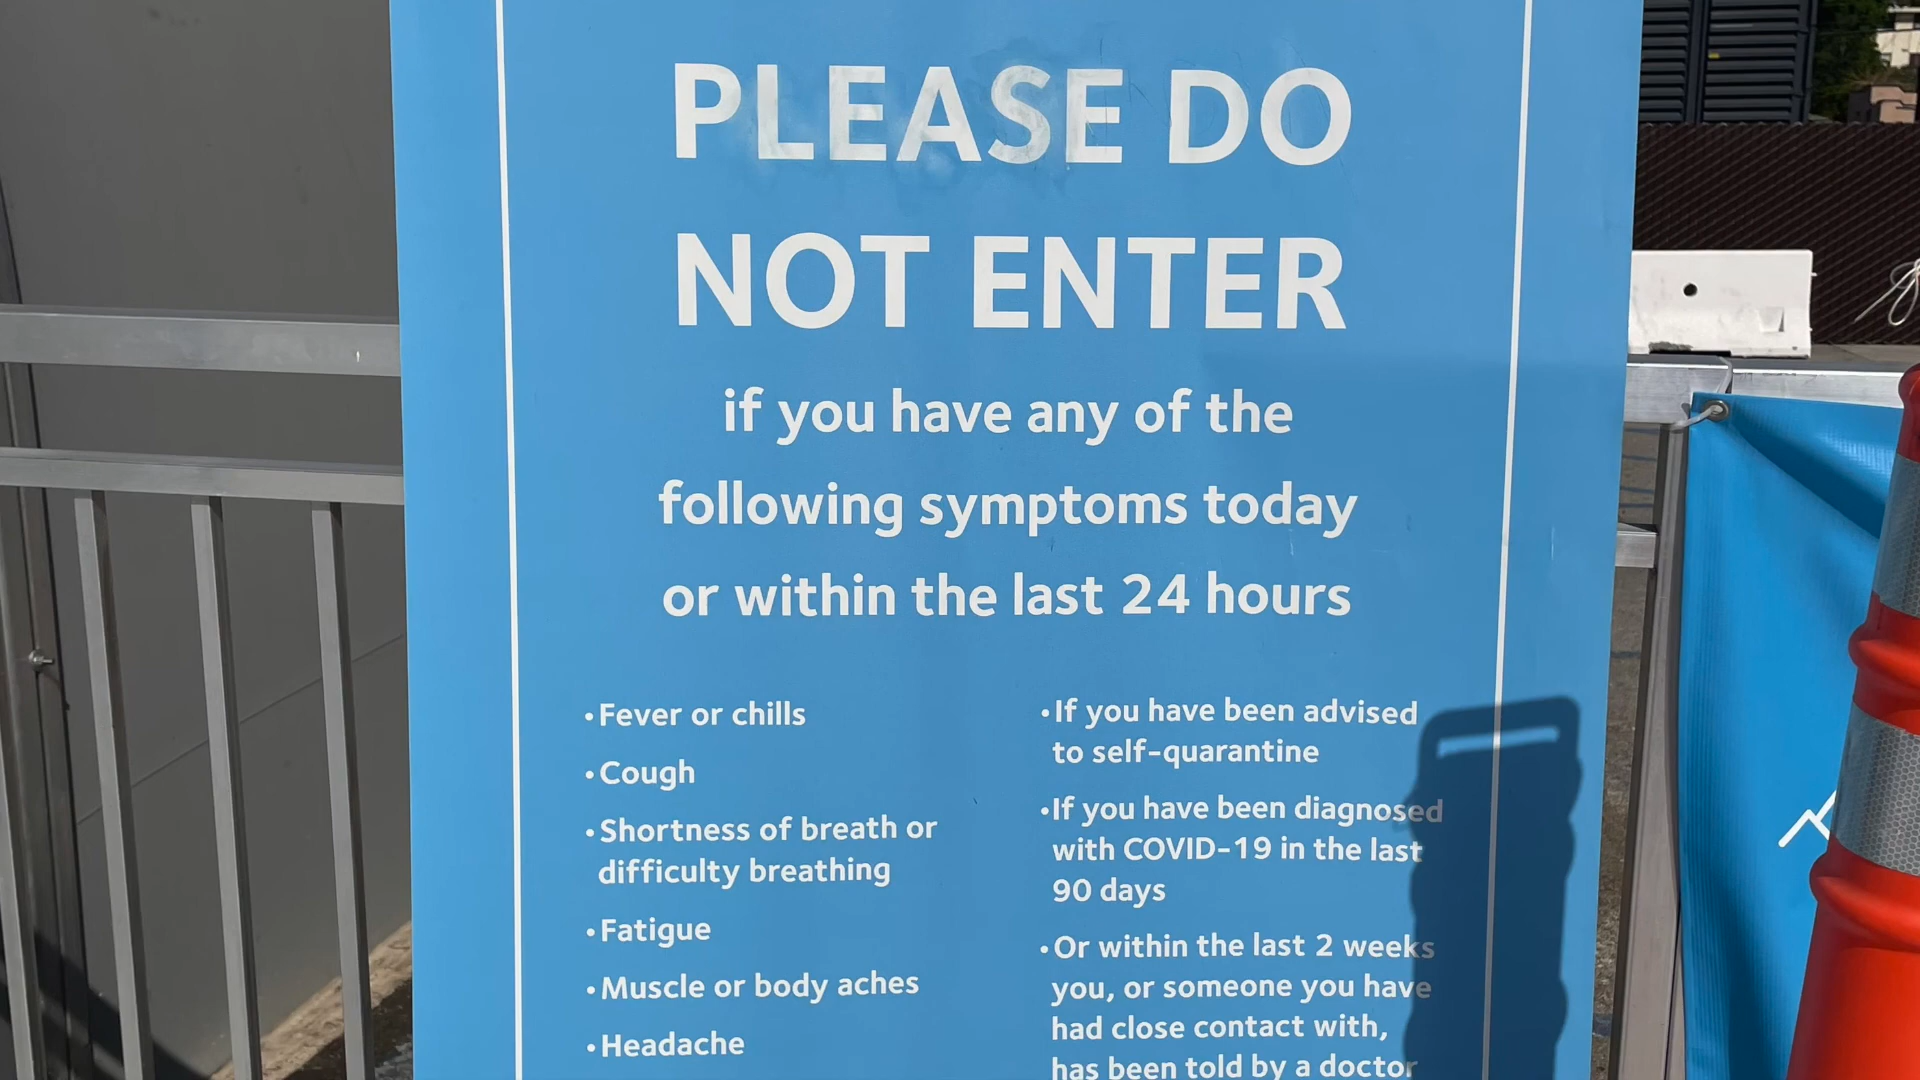 PLEASE DO
NOT ENTER
if you have any of the
following symptoms today
or within the last 24 hours
•Fever or chills
•Cough
•Shortness of breath or
difficulty breathing
•Fatigue
•Muscle or body aches
•Headache
•If you have been advised
to self-quarantine
•If you have been diagnosed
with COVID-19 in the last
90 days
•Or within the last 2 weeks
you, or someone you have
had close contact with,
has been told by a doctor